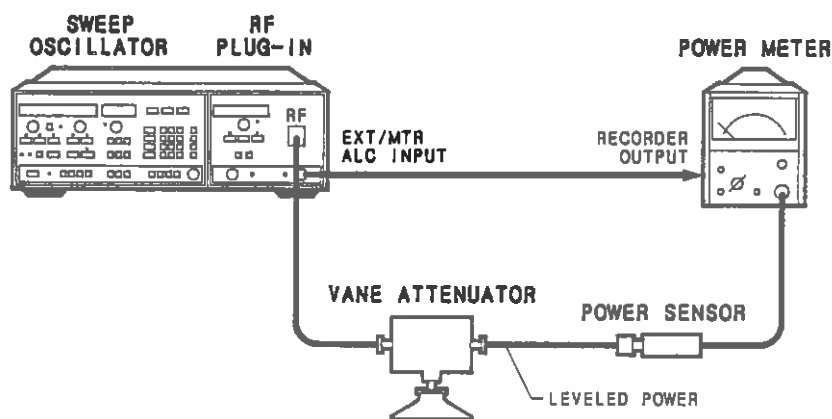 SWEEP
OSCILLATOR
RF
PLUG-IN
POWER METER
RF
EXT/MTR
ALC INPUT
RECORDER
OUTPUT
VANE ATTENUATOR
POWER SENSOR
LEVELED POWER